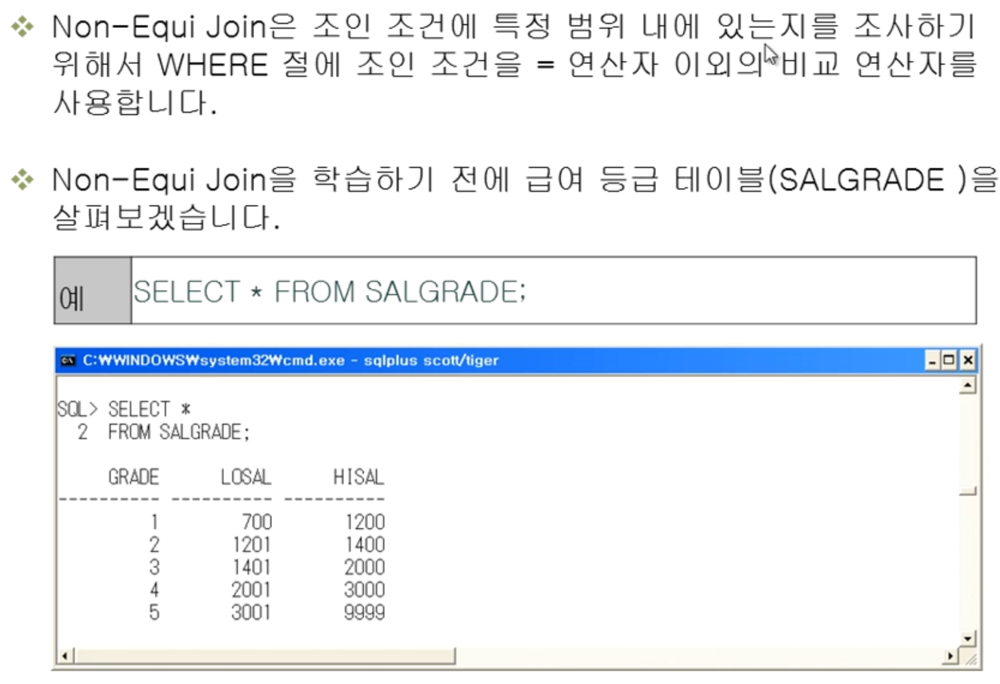 Non-Equi Join은 조인 조건에 특정 범위 내에 있는지를 조사하기
위해서 WHERE 절에 조인 조건을 = 연산자 이외의 비교 연산자를
사용합니다.
Non-Equi Join을 학습하기 전에 급여 등급 테이블(SALGRADE )을
살펴보겠습니다.
예 SELECT * FROM SALGRADE;
C:₩WINDOWS₩system32₩cmd.exe - sqlplus scott/tiger
SQL> SELECT *
2 FROM SALGRADE;
GRADE LOSAL HISAL
---------- ---------- ----------
1 700 1200
2 1201 1400
3 1401 2000
4 2001 3000
5 3001 9999